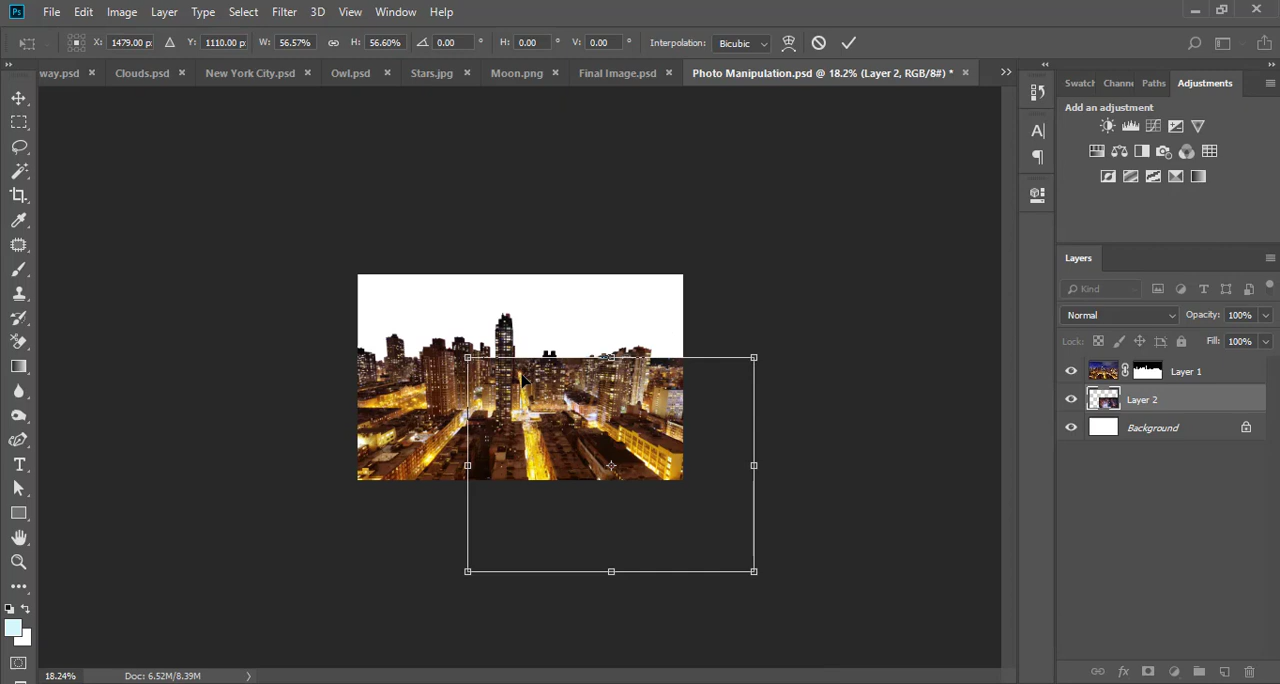 Ps File Edit Image Layer Type Select Filter 3D View Window Help
X: 1479.00 p: Y: 1110.00 p: W: 56.57% H: 56.60% 0.00 ° H: 0.00 ° V: 0.00 ° Interpolation: Bicubic
way.psd × Clouds.psd × New York City.psd × Owl.psd × Stars.jpg × Moon.png × Final Image.psd × Photo Manipulation.psd @ 18.2% (Layer 2, RGB/8#) * ×
Swatch Chann Paths Adjustments
Add an adjustment
Layers
Kind
Normal Opacity: 100%
Lock: Fill: 100%
Layer 1
Layer 2
Background
18.24% Doc: 6.52M/8.39M